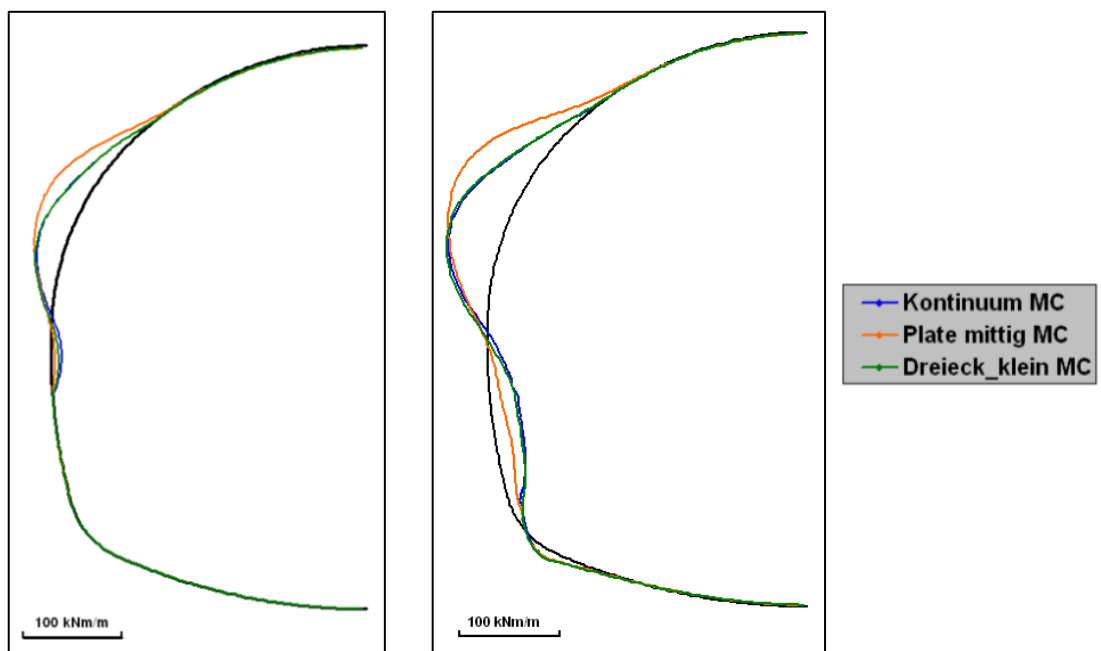 Kontinuum MC
Plate mittig MC
Dreieck_klein MC
100 kNm/m
100 kNm/m